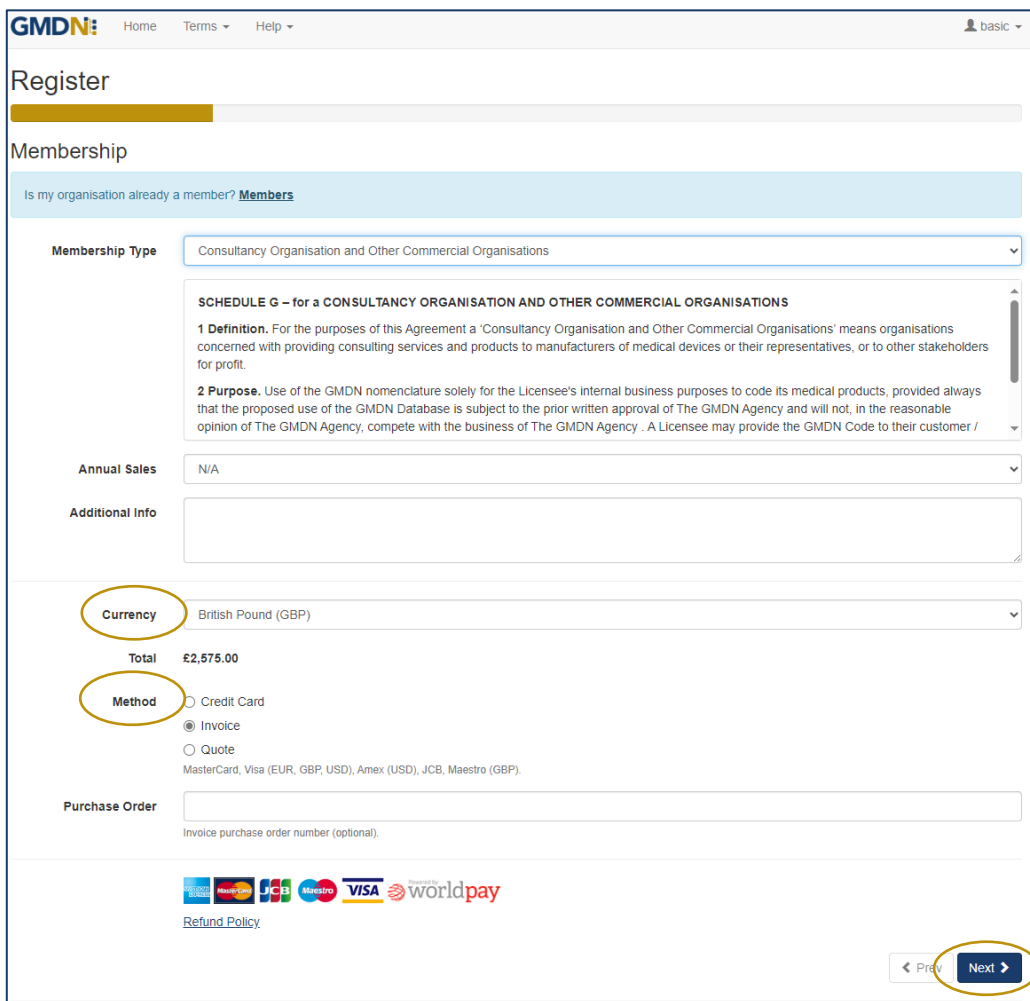 GMDN Home Terms Help basic
Register
Membership
Is my organisation already a member? Members
Membership Type Consultancy Organisation and Other Commercial Organisations
SCHEDULE G – for a CONSULTANCY ORGANISATION AND OTHER COMMERCIAL ORGANISATIONS
1 Definition. For the purposes of this Agreement a ‘Consultancy Organisation and Other Commercial Organisations’ means organisations
concerned with providing consulting services and products to manufacturers of medical devices or their representatives, or to other stakeholders
for profit.
2 Purpose. Use of the GMDN nomenclature solely for the Licensee's internal business purposes to code its medical products, provided always
that the proposed use of the GMDN Database is subject to the prior written approval of The GMDN Agency and will not, in the reasonable
opinion of The GMDN Agency, compete with the business of The GMDN Agency . A Licensee may provide the GMDN Code to their customer /
Annual Sales N/A
Additional Info
Currency British Pound (GBP)
Total £2,575.00
Method Credit Card
Invoice
Quote
MasterCard, Visa (EUR, GBP, USD), Amex (USD), JCB, Maestro (GBP).
Purchase Order
Invoice purchase order number (optional).
MasterCard JCB Maestro VISA Powered by worldpay
Refund Policy
Prev Next